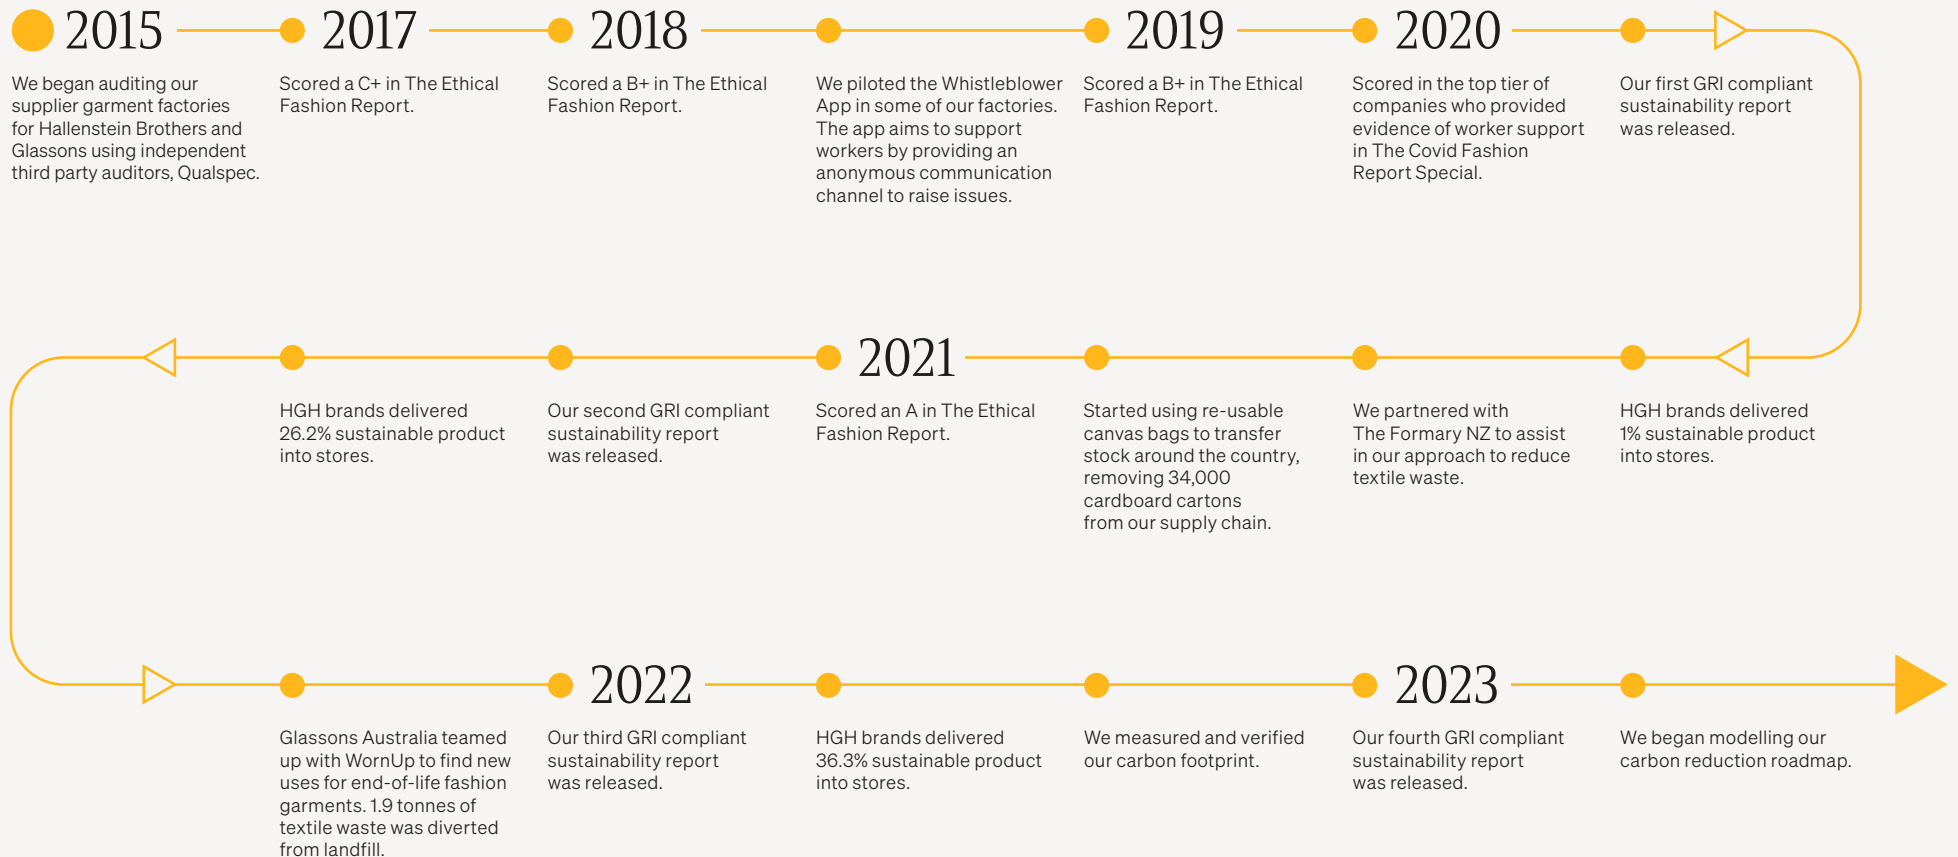 2015
We began auditing our
supplier garment factories
for Hallenstein Brothers and
Glassons using independent
third party auditors, Qualspec.
2017
Scored a C+ in The Ethical
Fashion Report.
2018
Scored a B+ in The Ethical
Fashion Report.
We piloted the Whistleblower
App in some of our factories.
The app aims to support
workers by providing an
anonymous communication
channel to raise issues.
2019
Scored a B+ in The Ethical
Fashion Report.
2020
Scored in the top tier of
companies who provided
evidence of worker support
in The Covid Fashion
Report Special.
Our first GRI compliant
sustainability report
was released.
HGH brands delivered
1% sustainable product
into stores.
We partnered with
The Formary NZ to assist
in our approach to reduce
textile waste.
Started using re-usable
canvas bags to transfer
stock around the country,
removing 34,000
cardboard cartons
from our supply chain.
2021
Scored an A in The Ethical
Fashion Report.
Our second GRI compliant
sustainability report
was released.
HGH brands delivered
26.2% sustainable product
into stores.
Glassons Australia teamed
up with WornUp to find new
uses for end-of-life fashion
garments. 1.9 tonnes of
textile waste was diverted
from landfill.
2022
Our third GRI compliant
sustainability report
was released.
HGH brands delivered
36.3% sustainable product
into stores.
We measured and verified
our carbon footprint.
2023
Our fourth GRI compliant
sustainability report
was released.
We began modelling our
carbon reduction roadmap.